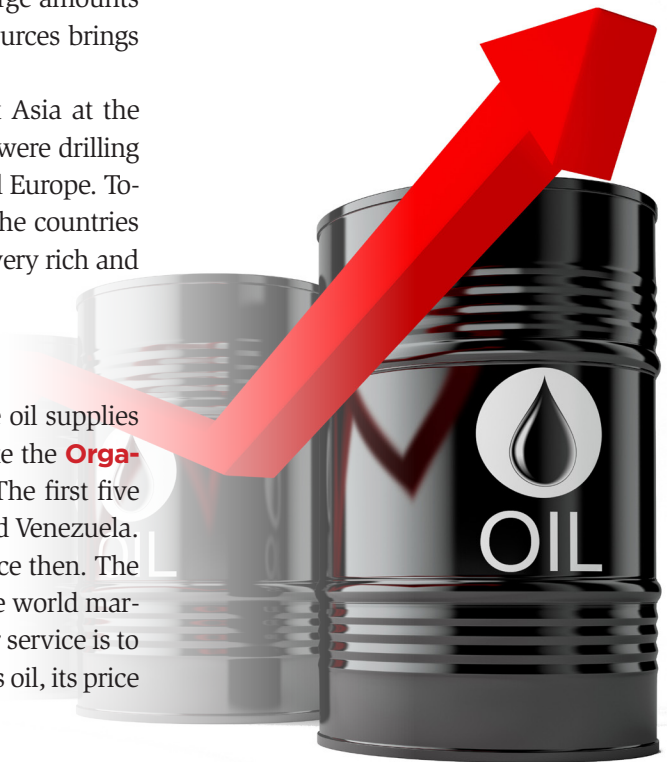 amounts
urces brings
Asia at the
were drilling
Europe. To-
he countries
very rich and
oil supplies
the Orga-
The first five
d Venezuela.
ce then. The
e world mar-
service is to
s oil, its price
OIL
OIL